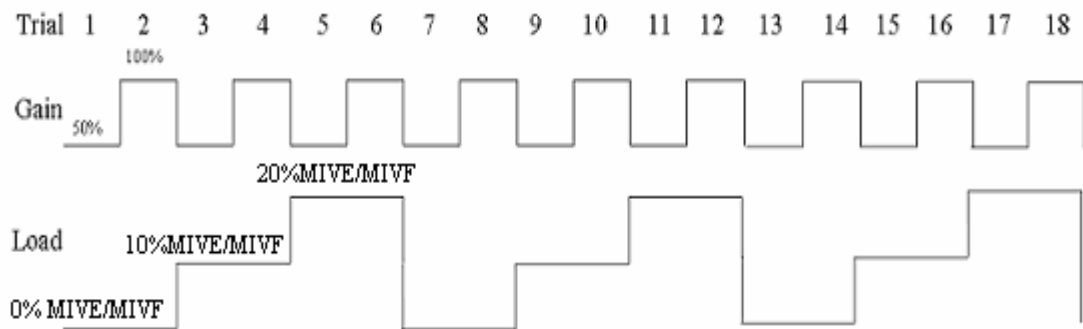 Trial 1 2 3 4 5 6 7 8 9 10 11 12 13 14 15 16 17 18
100%
Gain
50%
20%MIVE/MIVF
Load
10%MIVE/MIVF
0% MIVE/MIVF